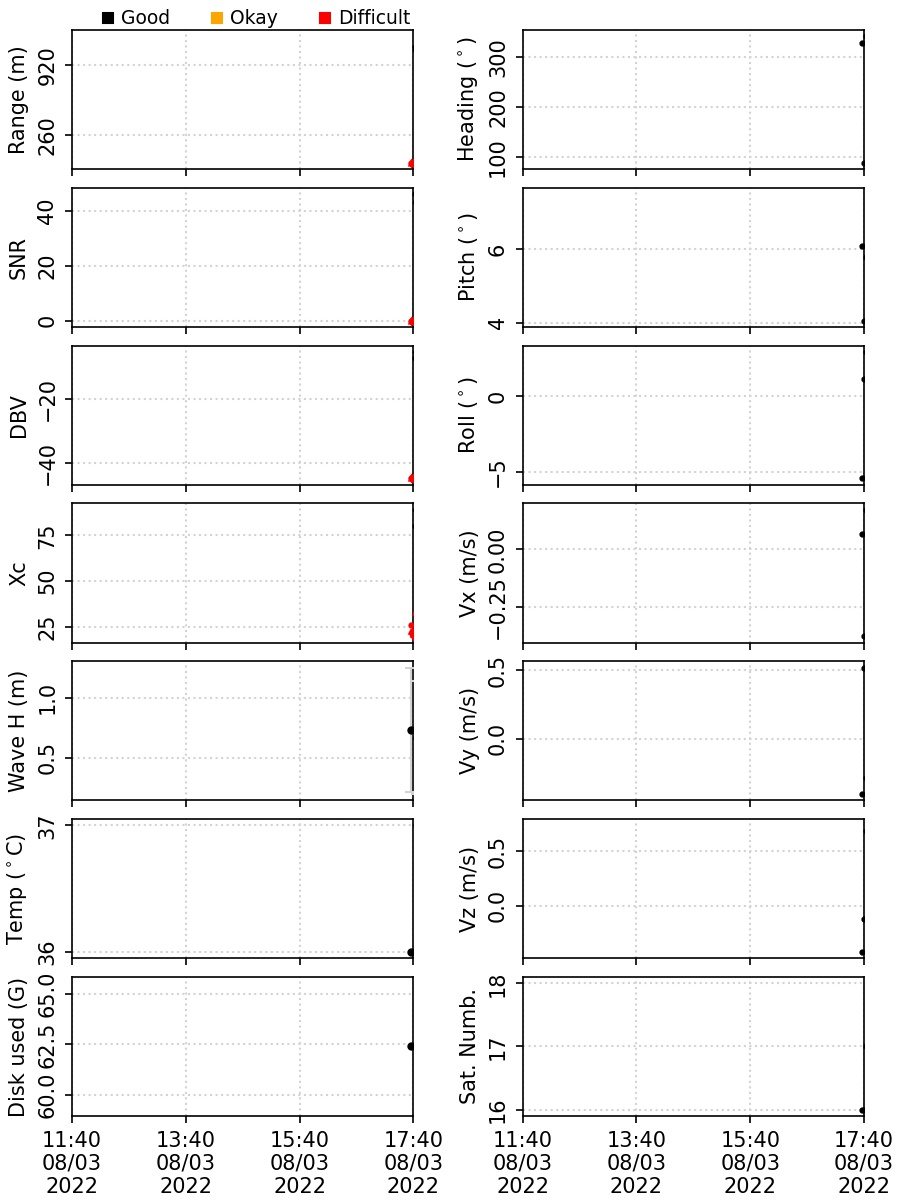 Good Okay Difficult
Range (m)
920
260
Heading (°)
300
200
100
SNR
40
20
0
Pitch (°)
6
4
DBV
−20
−40
Roll (°)
0
−5
Xc
75
50
25
Vx (m/s)
0.00
−0.25
Wave H (m)
1.0
0.5
Vy (m/s)
0.5
0.0
Temp (°C)
37
36
Vz (m/s)
0.5
0.0
Disk used (G)
65.0
62.5
60.0
Sat. Numb.
18
17
16
11:40 13:40 15:40 17:40
08/03 08/03 08/03 08/03
2022 2022 2022 2022
11:40 13:40 15:40 17:40
08/03 08/03 08/03 08/03
2022 2022 2022 2022